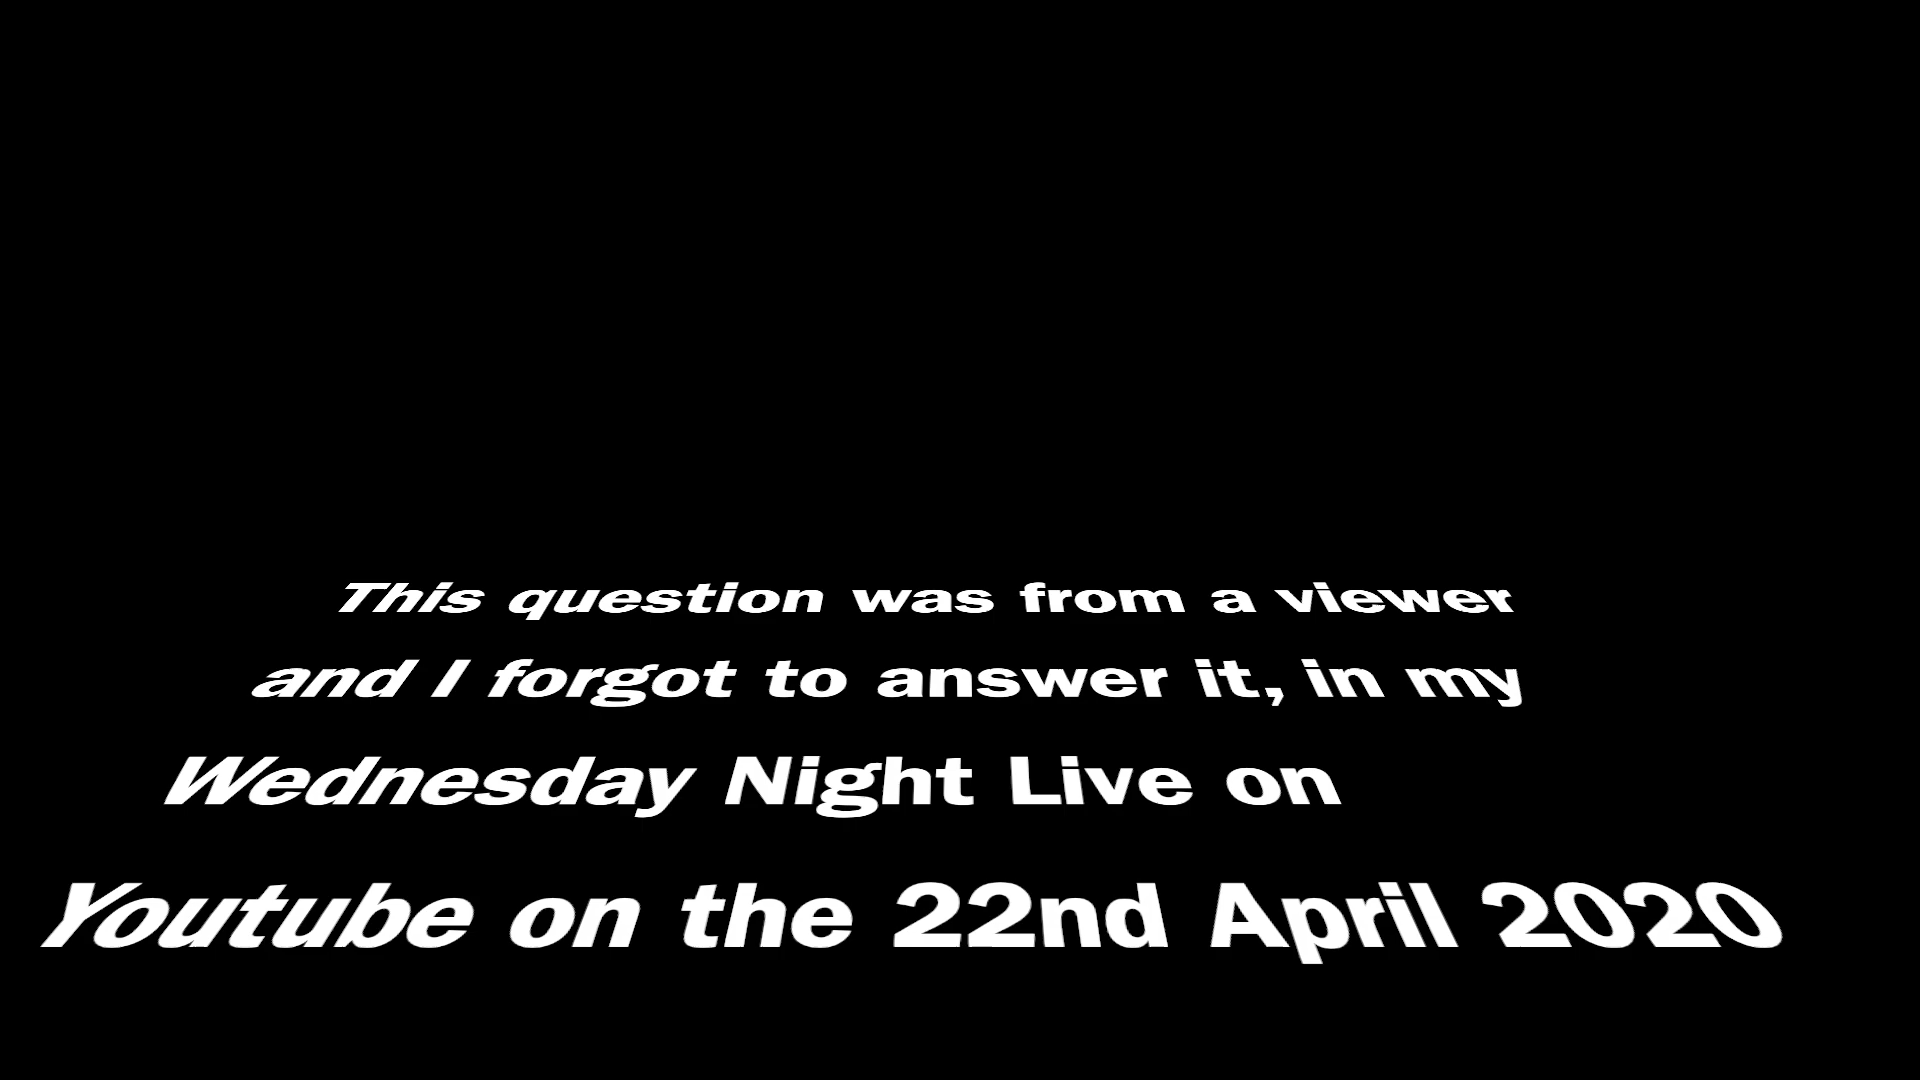 This question was from a viewer
and I forgot to answer it, in my
Wednesday Night Live on
Youtube on the 22nd April 2020